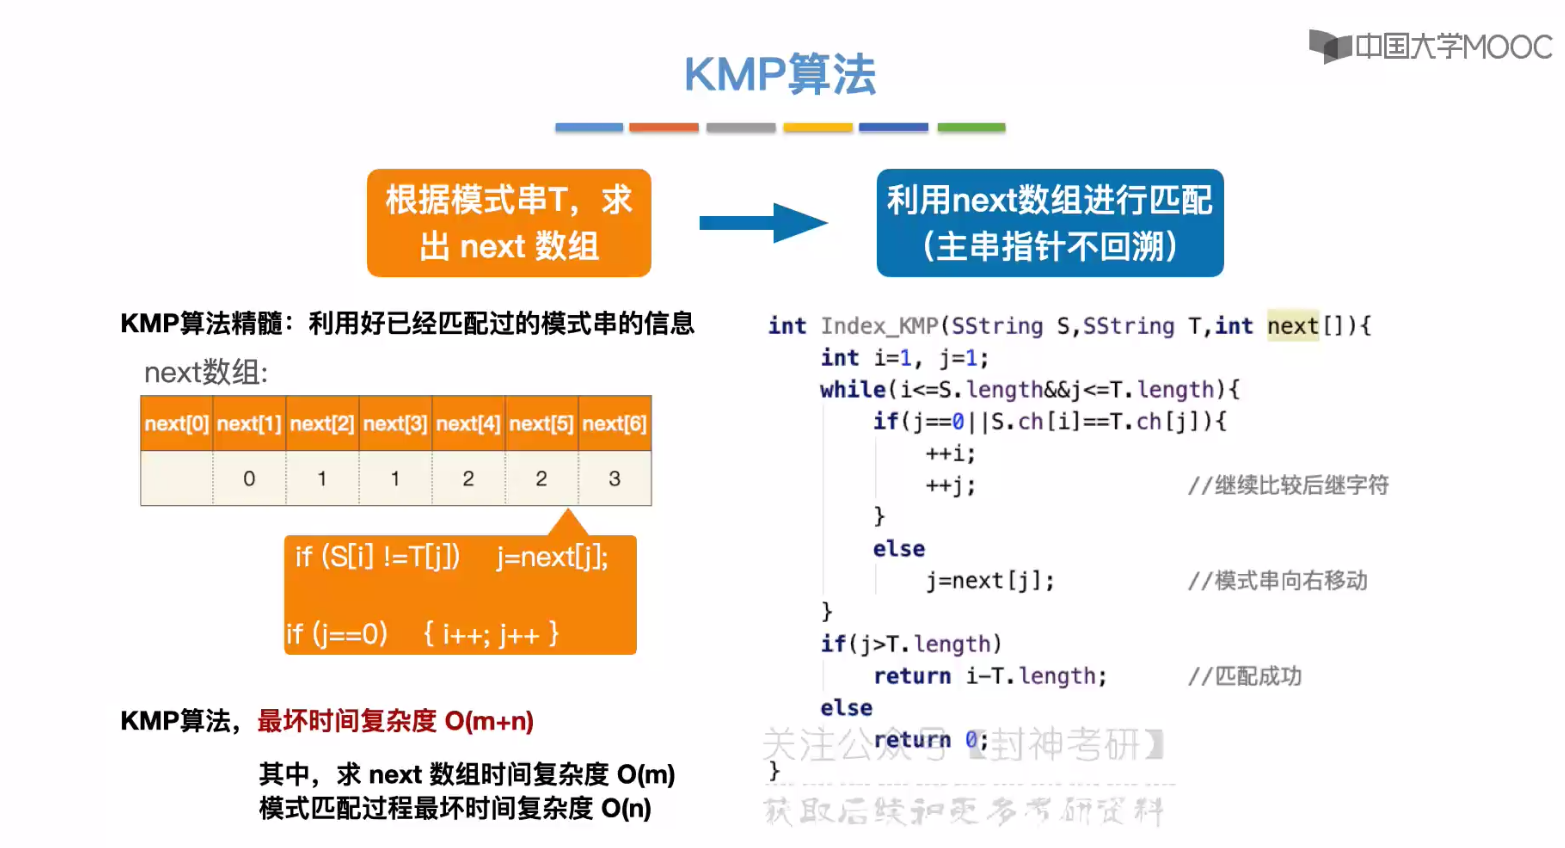 中国大学MOOC
KMP算法
根据模式串T，求
出 next 数组
利用next数组进行匹配
（主串指针不回溯）
KMP算法精髓：利用好已经匹配过的模式串的信息
next数组:
next[0] next[1] next[2] next[3] next[4] next[5] next[6]
0 1 1 2 2 3
if (S[i] !=T[j]) j=next[j];
if (j==0) { i++; j++ }
KMP算法，最坏时间复杂度 O(m+n)
其中，求 next 数组时间复杂度 O(m)
模式匹配过程最坏时间复杂度 O(n)
int Index_KMP(SString S,SString T,int next[]){
int i=1, j=1;
while(i<=S.length&&j<=T.length){
if(j==0||S.ch[i]==T.ch[j]){
++i;
++j; //继续比较后继字符
}
else
j=next[j]; //模式串向右移动
}
if(j>T.length)
return i-T.length; //匹配成功
else
return 0;
}
关注公众号【封神考研】
获取后续和更多考研资料